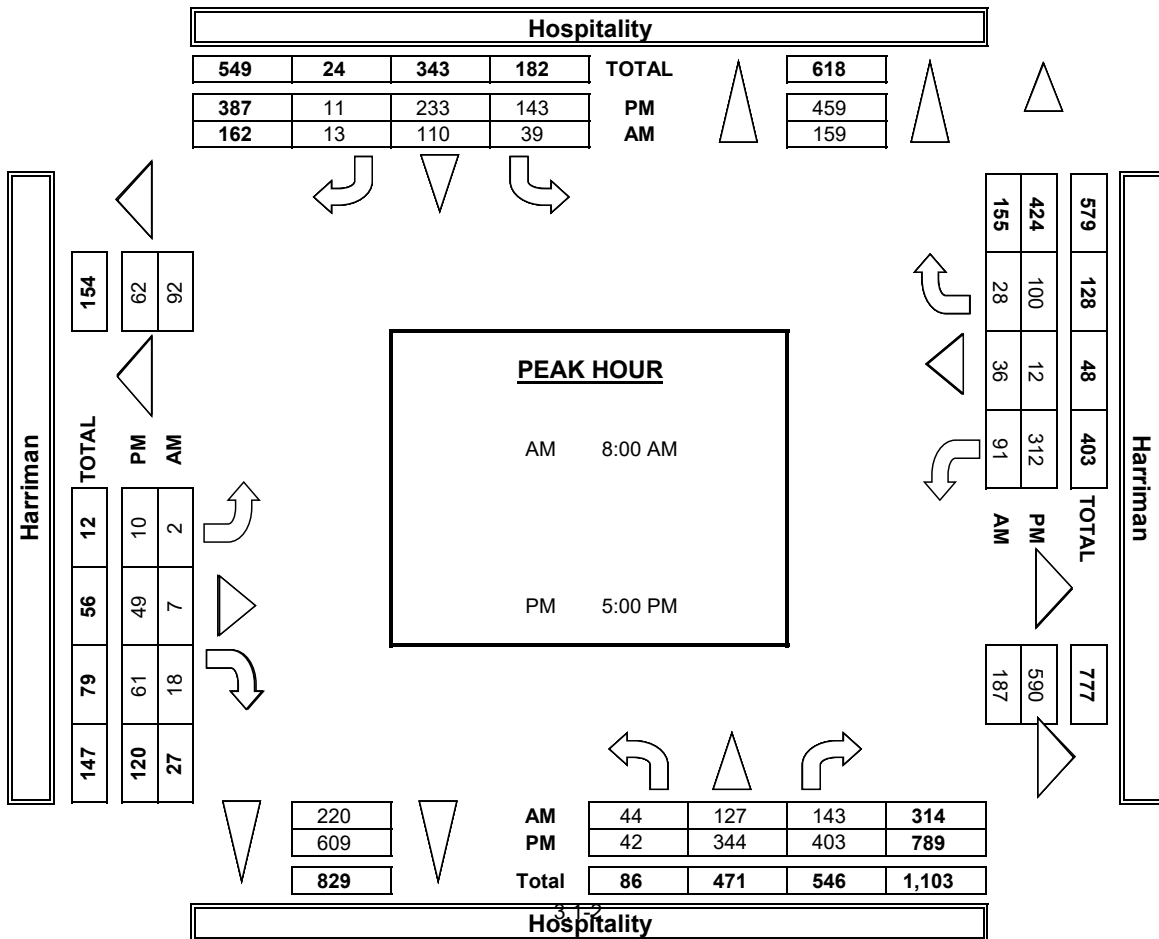 Hospitality
549 24 343 182 TOTAL 618
387 11 233 143 PM 459
162 13 110 39 AM 159
Harriman
154
62
92
TOTAL 12 56 79 147
PM 10 49 61 120
AM 2 7 18 27
PEAK HOUR
AM 8:00 AM
PM 5:00 PM
579 128 48 403 TOTAL 777
424 100 12 312 PM 590
155 28 36 91 AM 187
Harriman
220 AM 44 127 143 314
609 PM 42 344 403 789
829 Total 86 471 546 1,103
3.1-2
Hospitality